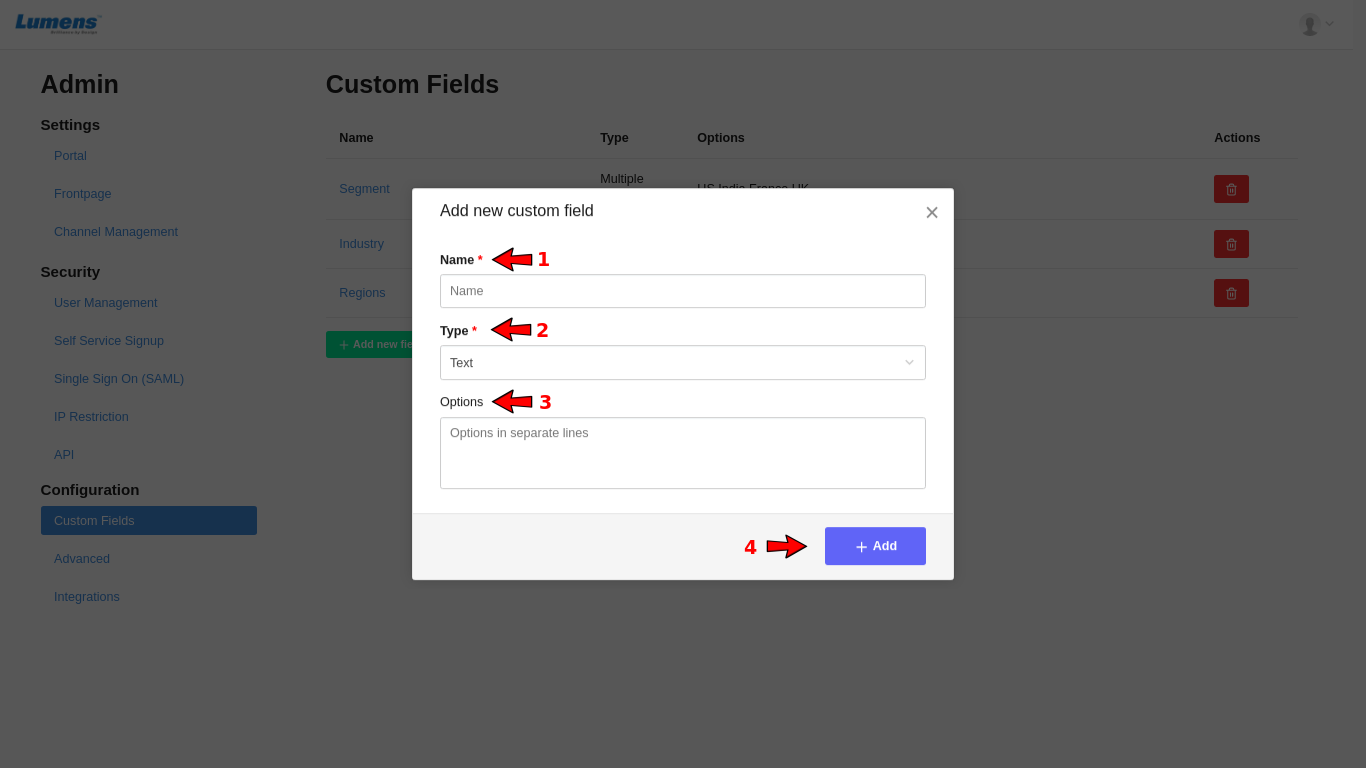 Lumens
Admin
Custom Fields
Settings
Name Type Options Actions
Portal
Multiple
Segment
US India France UK
Frontpage
Add new custom field
Channel Management
Industry
Name * 1
Security
Name
Regions
User Management
Type * 2
Self Service Signup
+ Add new fie
Text
Single Sign On (SAML)
Options 3
IP Restriction
Options in separate lines
API
Configuration
Custom Fields
4 + Add
Advanced
Integrations